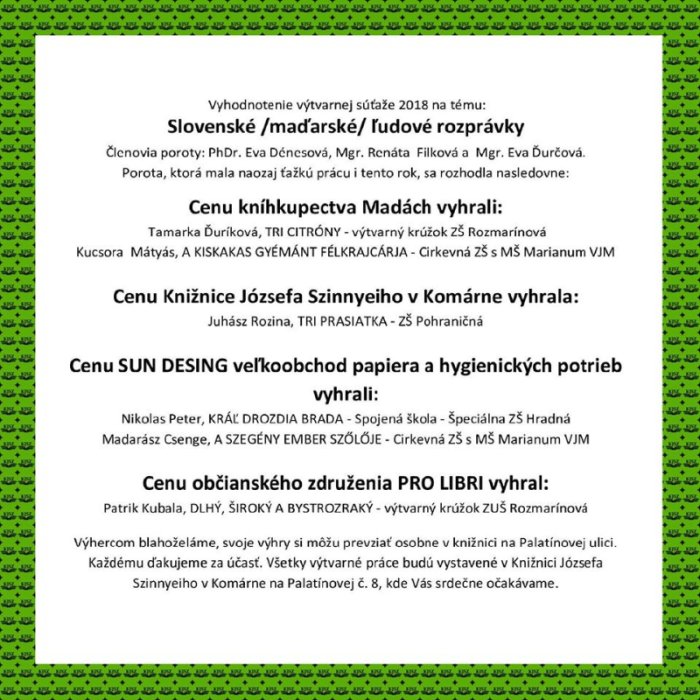 Vyhodnotenie výtvarnej súťaže 2018 na tému:
Slovenské /maďarské/ ľudové rozprávky
Členovia poroty: PhDr. Eva Dénesová, Mgr. Renáta Filková a Mgr. Eva Ďurčová.
Porota, ktorá mala naozaj ťažkú prácu i tento rok, sa rozhodla nasledovne:
Cenu kníhkupectva Madách vyhrali:
Tamarka Ďuríková, TRI CITRÓNY - výtvarný krúžok ZŠ Rozmarínová
Kucsora Mátyás, A KISKAKAS GYÉMÁNT FÉLKRAJCÁRJA - Cirkevná ZŠ s MŠ Marianum VJM
Cenu Knižnice Józsefa Szinnyeiho v Komárne vyhrala:
Juhász Rozina, TRI PRASIATKA - ZŠ Pohraničná
Cenu SUN DESING veľkoobchod papiera a hygienických potrieb
vyhrali:
Nikolas Peter, KRÁĽ DROZDIA BRADA - Spojená škola - Špeciálna ZŠ Hradná
Madarász Csenge, A SZEGÉNY EMBER SZŐLŐJE - Cirkevná ZŠ s MŠ Marianum VJM
Cenu občianského združenia PRO LIBRI vyhral:
Patrik Kubala, DLHÝ, ŠIROKÝ A BYSTROZRAKÝ - výtvarný krúžok ZUŠ Rozmarínová
Výhercom blahoželáme, svoje výhry si môžu prevziať osobne v knižnici na Palatínovej ulici.
Každému ďakujeme za účasť. Všetky výtvarné práce budú vystavené v Knižnici Józsefa
Szinnyeiho v Komárne na Palatínovej č. 8, kde Vás srdečne očakávame.